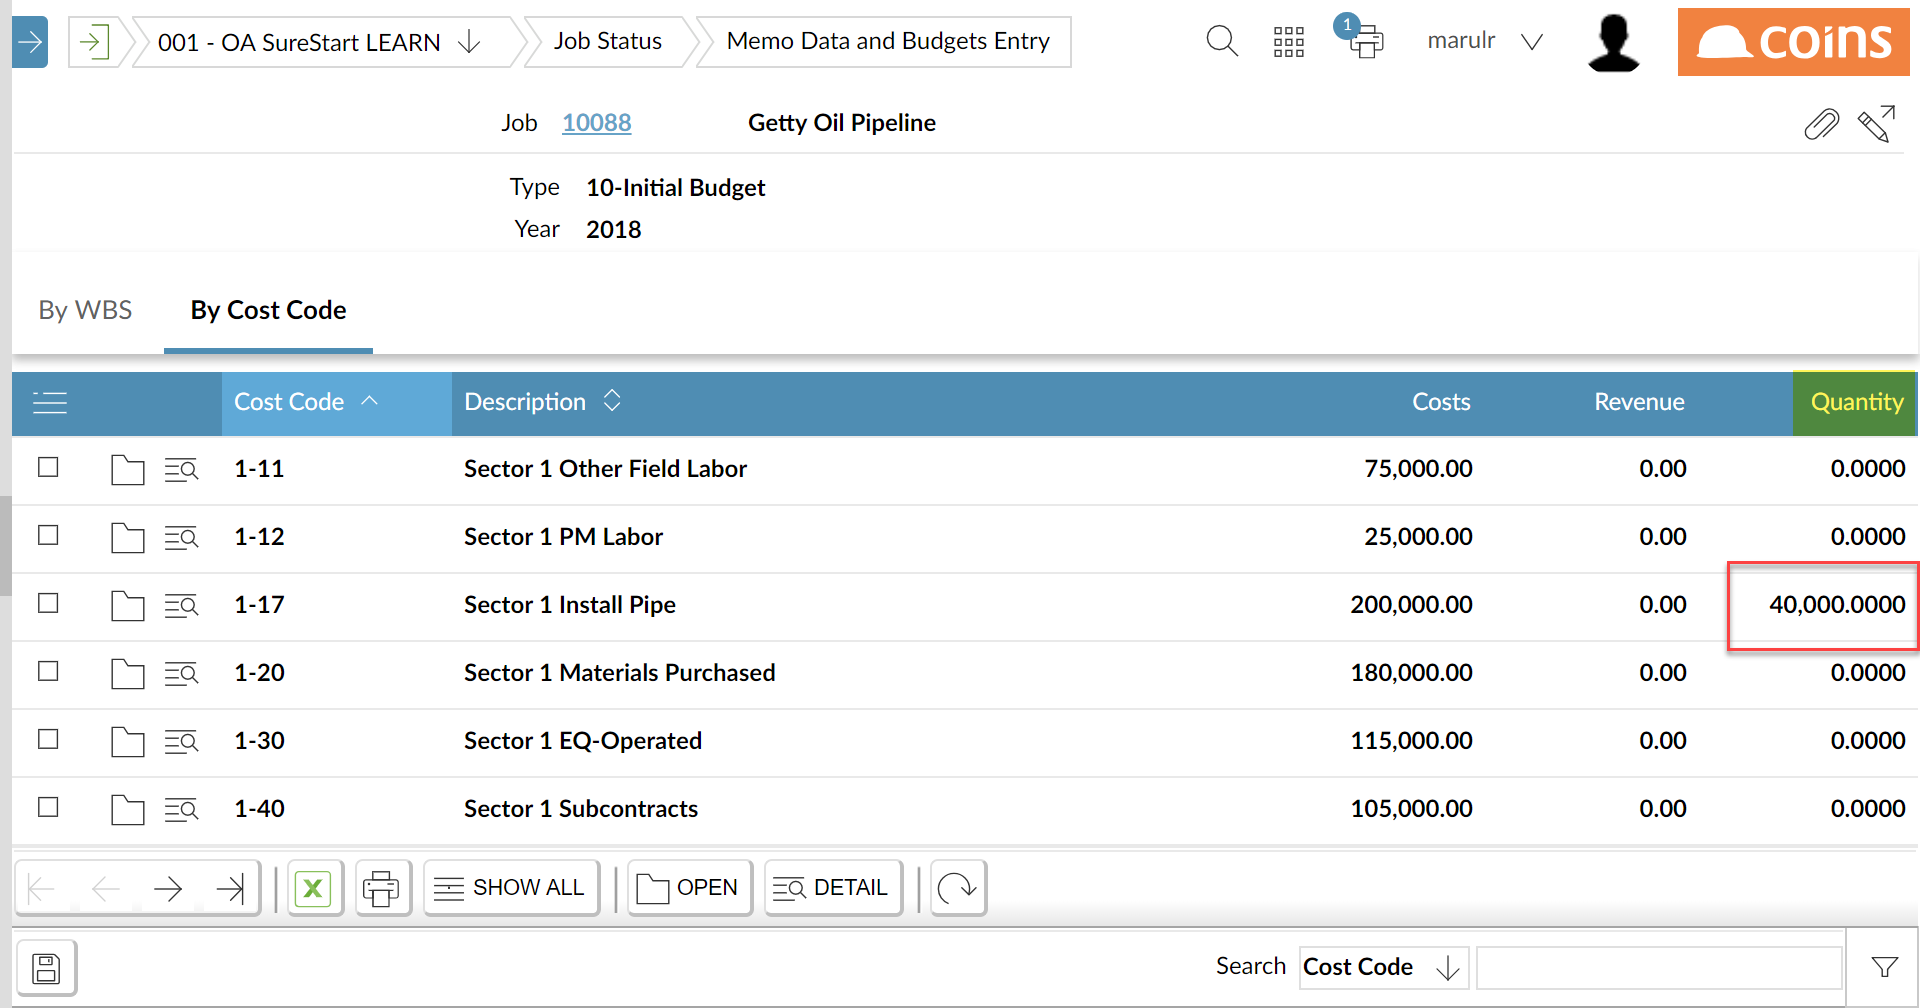 001 - OA SureStart LEARN Job Status Memo Data and Budgets Entry 1 marulr coins
Job 10088 Getty Oil Pipeline
Type 10-Initial Budget
Year 2018
By WBS By Cost Code
Cost Code Description Costs Revenue Quantity
1-11 Sector 1 Other Field Labor 75,000.00 0.00 0.0000
1-12 Sector 1 PM Labor 25,000.00 0.00 0.0000
1-17 Sector 1 Install Pipe 200,000.00 0.00 40,000.0000
1-20 Sector 1 Materials Purchased 180,000.00 0.00 0.0000
1-30 Sector 1 EQ-Operated 115,000.00 0.00 0.0000
1-40 Sector 1 Subcontracts 105,000.00 0.00 0.0000
X SHOW ALL OPEN DETAIL
Search Cost Code